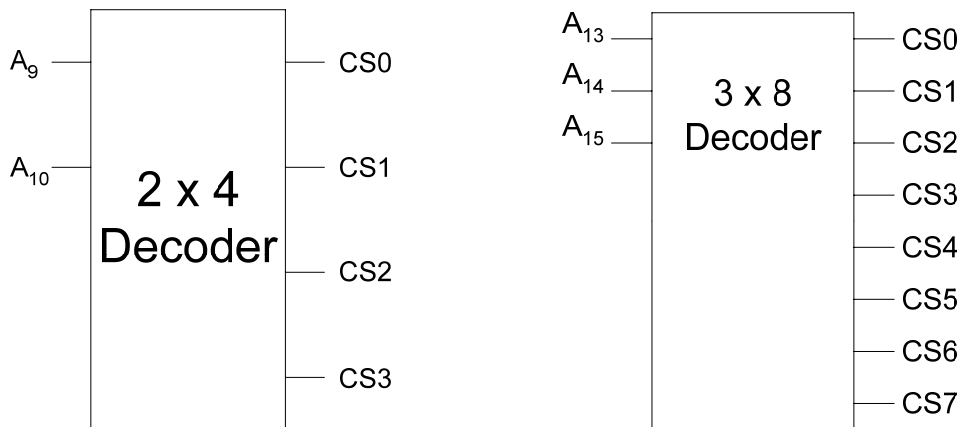 A₉
A₁₀
2 x 4
Decoder
CS0
CS1
CS2
CS3
A₁₃
A₁₄
A₁₅
3 x 8
Decoder
CS0
CS1
CS2
CS3
CS4
CS5
CS6
CS7